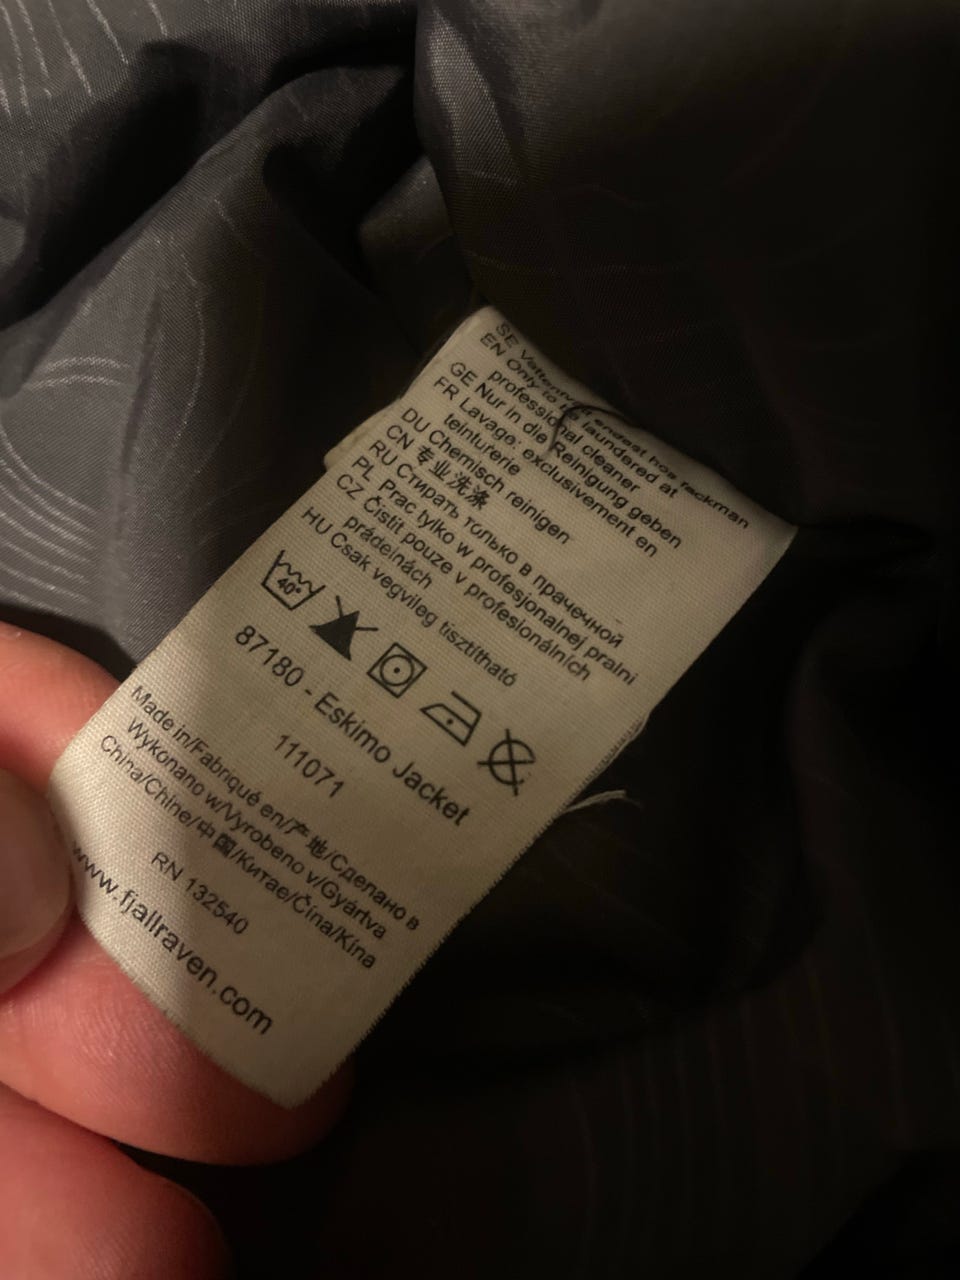 SE Vattentvätt endast hos fackman
EN Only to be laundered at
professional cleaner
GE Nur in die Reinigung geben
FR Lavage: exclusivement en
teinturerie
DU Chemisch reinigen
CN 专业洗涤
RU Стирать только в прачечной
PL Prac tylko w profesjonalnej pralni
CZ Čistit pouze v profesionálních
prádelnách
HU Csak vegvileg tisztítható
40°
87180 - Eskimo Jacket
111071
Made in/Fabriqué en/产地/Сделано в
Wykonano w/Vyrobeno v/Gyártva
China/Chine/中国/Китае/Čína/Kína
RN 132540
www.fjallraven.com